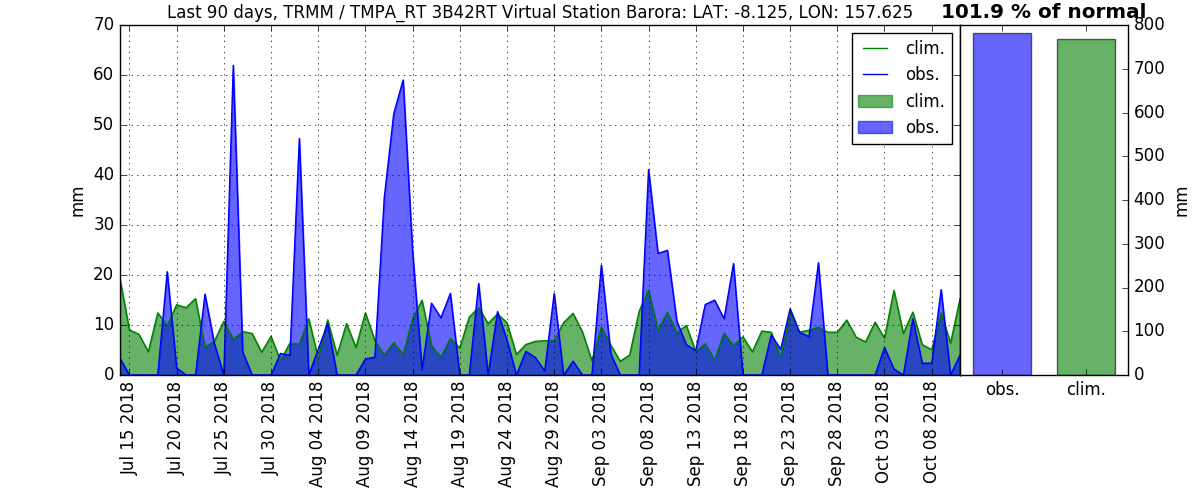 Last 90 days, TRMM / TMPA_RT 3B42RT Virtual Station Barora: LAT: -8.125, LON: 157.625
101.9 % of normal
70
60
50
40
30
20
10
0
mm
clim.
obs.
clim.
obs.
800
700
600
500
400
300
200
100
0
mm
obs.
clim.
Jul 15 2018
Jul 20 2018
Jul 25 2018
Jul 30 2018
Aug 04 2018
Aug 09 2018
Aug 14 2018
Aug 19 2018
Aug 24 2018
Aug 29 2018
Sep 03 2018
Sep 08 2018
Sep 13 2018
Sep 18 2018
Sep 23 2018
Sep 28 2018
Oct 03 2018
Oct 08 2018